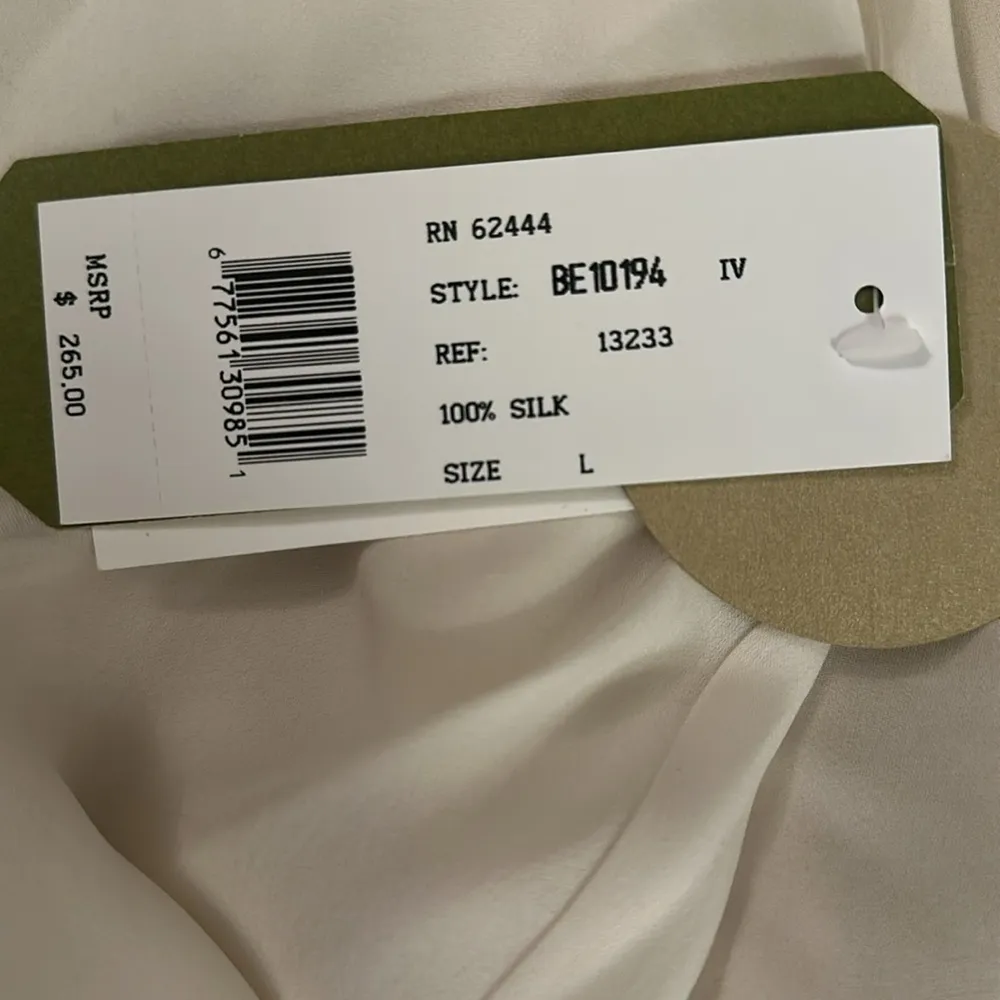 MSRP
$ 265.00
6 77561 30985 1
RN 62444
STYLE: BE10194 IV
REF: 13233
100% SILK
SIZE L